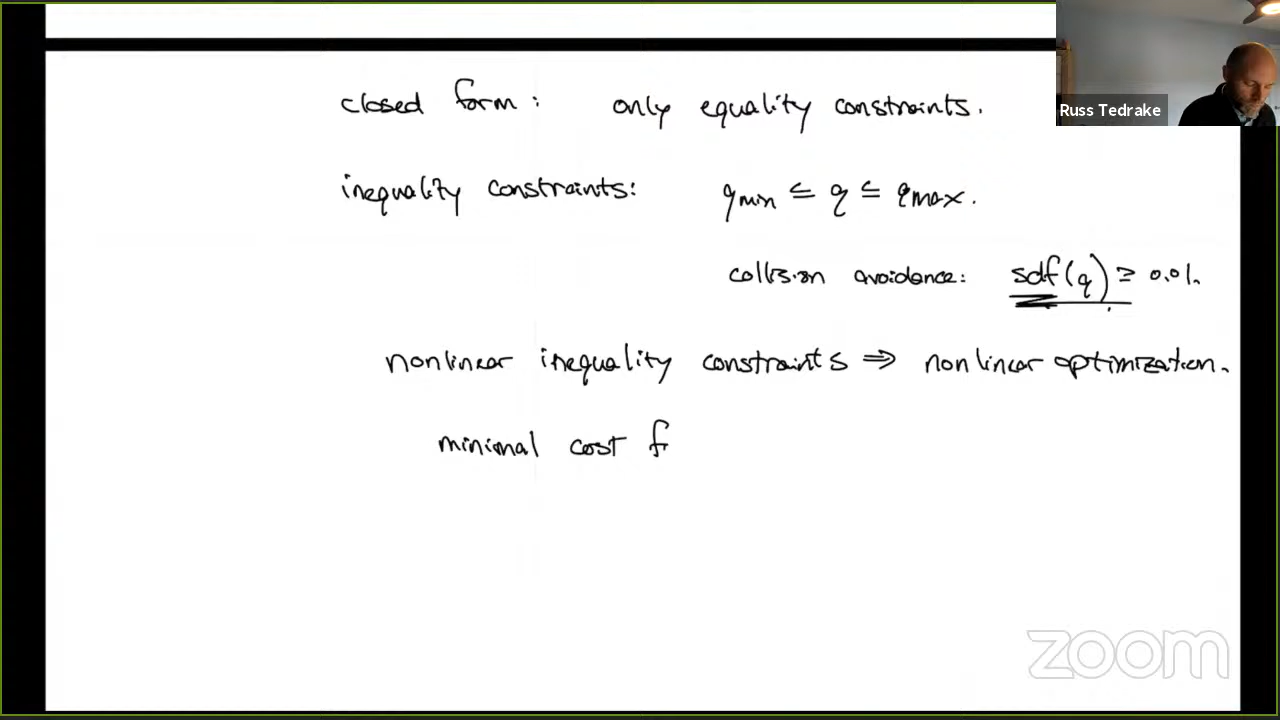 closed form: only equality constraints.
Russ Tedrake
inequality constraints: qmin ≤ q ≤ qmax.
collision avoidance: sdf(q) ≥ 0.01.
nonlinear inequality constraints ⇒ nonlinear optimization.
minimal cost f
zoom